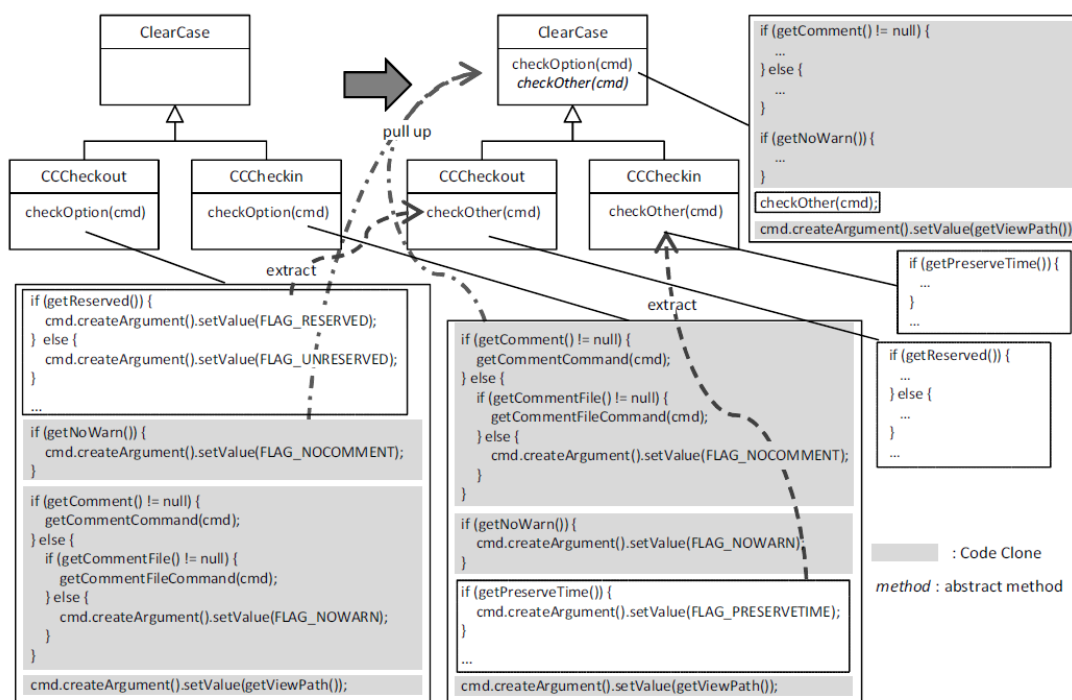 ClearCase
CCCheckout
checkOption(cmd)
CCCheckin
checkOption(cmd)
ClearCase
checkOption(cmd)
checkOther(cmd)
pull up
CCCheckout
checkOther(cmd)
CCCheckin
checkOther(cmd)
extract
extract
if (getComment() != null) {
...
} else {
...
}
if (getNoWarn()) {
...
}
checkOther(cmd);
cmd.createArgument().setValue(getViewPath())
if (getPreserveTime()) {
...
}
...
if (getReserved()) {
...
} else {
...
}
...
if (getReserved()) {
cmd.createArgument().setValue(FLAG_RESERVED);
} else {
cmd.createArgument().setValue(FLAG_UNRESERVED);
}
...
if (getNoWarn()) {
cmd.createArgument().setValue(FLAG_NOCOMMENT);
}
if (getComment() != null) {
getCommentCommand(cmd);
} else {
if (getCommentFile() != null) {
getCommentFileCommand(cmd);
} else {
cmd.createArgument().setValue(FLAG_NOWARN);
}
}
cmd.createArgument().setValue(getViewPath());
if (getComment() != null) {
getCommentCommand(cmd);
} else {
if (getCommentFile() != null) {
getCommentFileCommand(cmd);
} else {
cmd.createArgument().setValue(FLAG_NOCOMMENT);
}
}
if (getNoWarn()) {
cmd.createArgument().setValue(FLAG_NOWARN)
}
if (getPreserveTime()) {
cmd.createArgument().setValue(FLAG_PRESERVETIME);
}
...
cmd.createArgument().setValue(getViewPath());
: Code Clone
method : abstract method